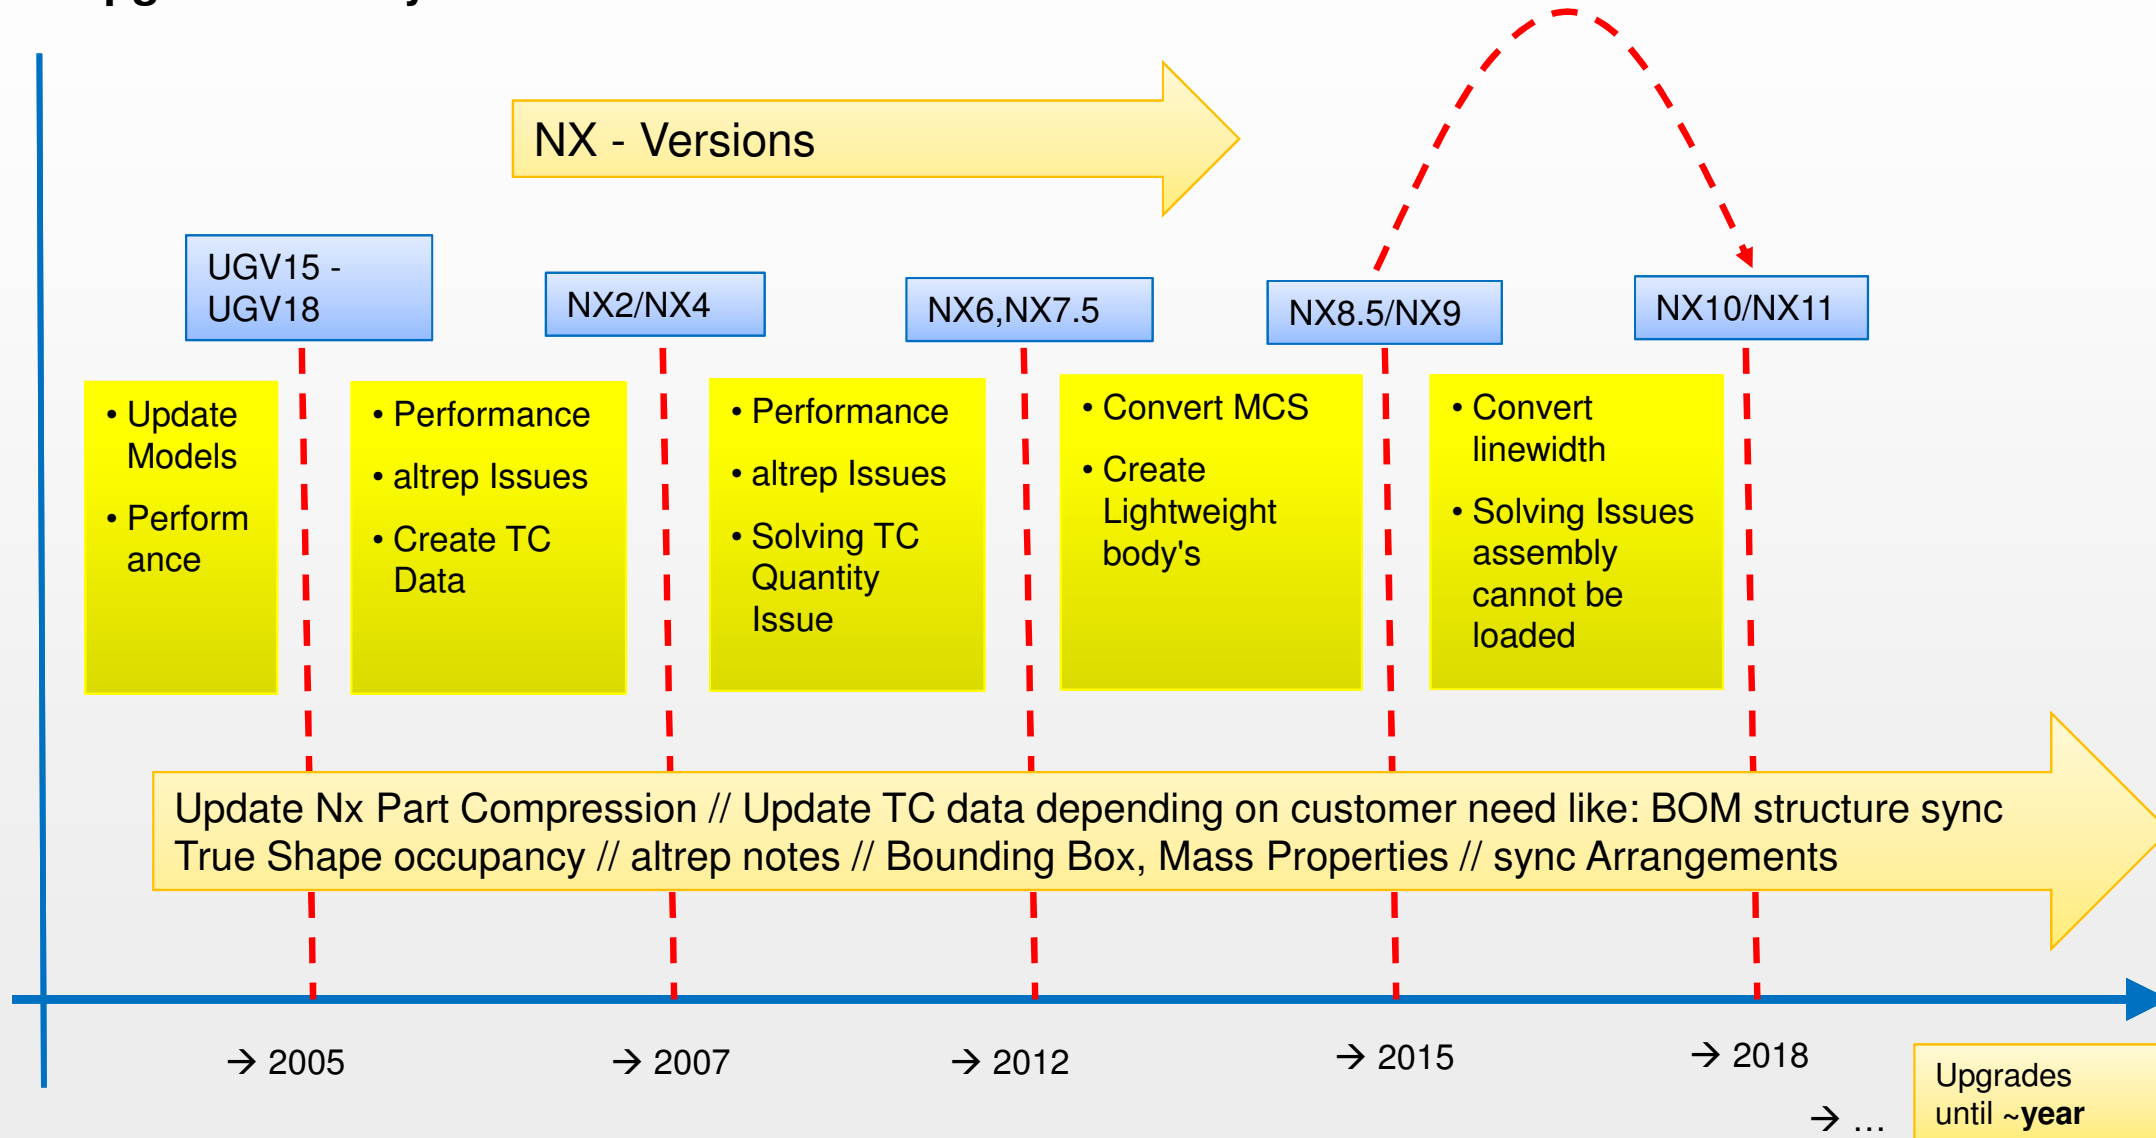 NX - Versions
UGV15 -
UGV18
NX2/NX4
NX6,NX7.5
NX8.5/NX9
NX10/NX11
• Update
Models
• Perform
ance
• Performance
• altrep Issues
• Create TC
Data
• Performance
• altrep Issues
• Solving TC
Quantity
Issue
• Convert MCS
• Create
Lightweight
body's
• Convert
linewidth
• Solving Issues
assembly
cannot be
loaded
Update Nx Part Compression // Update TC data depending on customer need like: BOM structure sync
True Shape occupancy // altrep notes // Bounding Box, Mass Properties // sync Arrangements
→ 2005
→ 2007
→ 2012
→ 2015
→ 2018
→ ...
Upgrades
until ~year